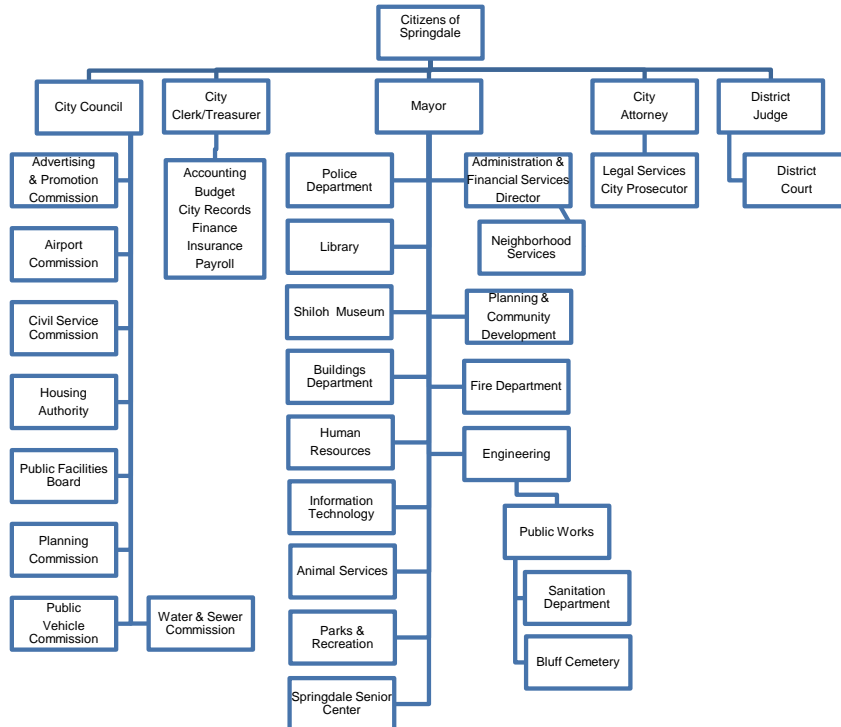 Citizens of
Springdale
City Council
City
Clerk/Treasurer
Mayor
City
Attorney
District
Judge
Advertising
& Promotion
Commission
Airport
Commission
Civil Service
Commission
Housing
Authority
Public Facilities
Board
Planning
Commission
Public
Vehicle
Commission
Water & Sewer
Commission
Accounting
Budget
City Records
Finance
Insurance
Payroll
Police
Department
Library
Shiloh Museum
Buildings
Department
Human
Resources
Information
Technology
Animal Services
Parks &
Recreation
Springdale Senior
Center
Administration &
Financial Services
Director
Neighborhood
Services
Planning &
Community
Development
Fire Department
Engineering
Public Works
Sanitation
Department
Bluff Cemetery
Legal Services
City Prosecutor
District
Court